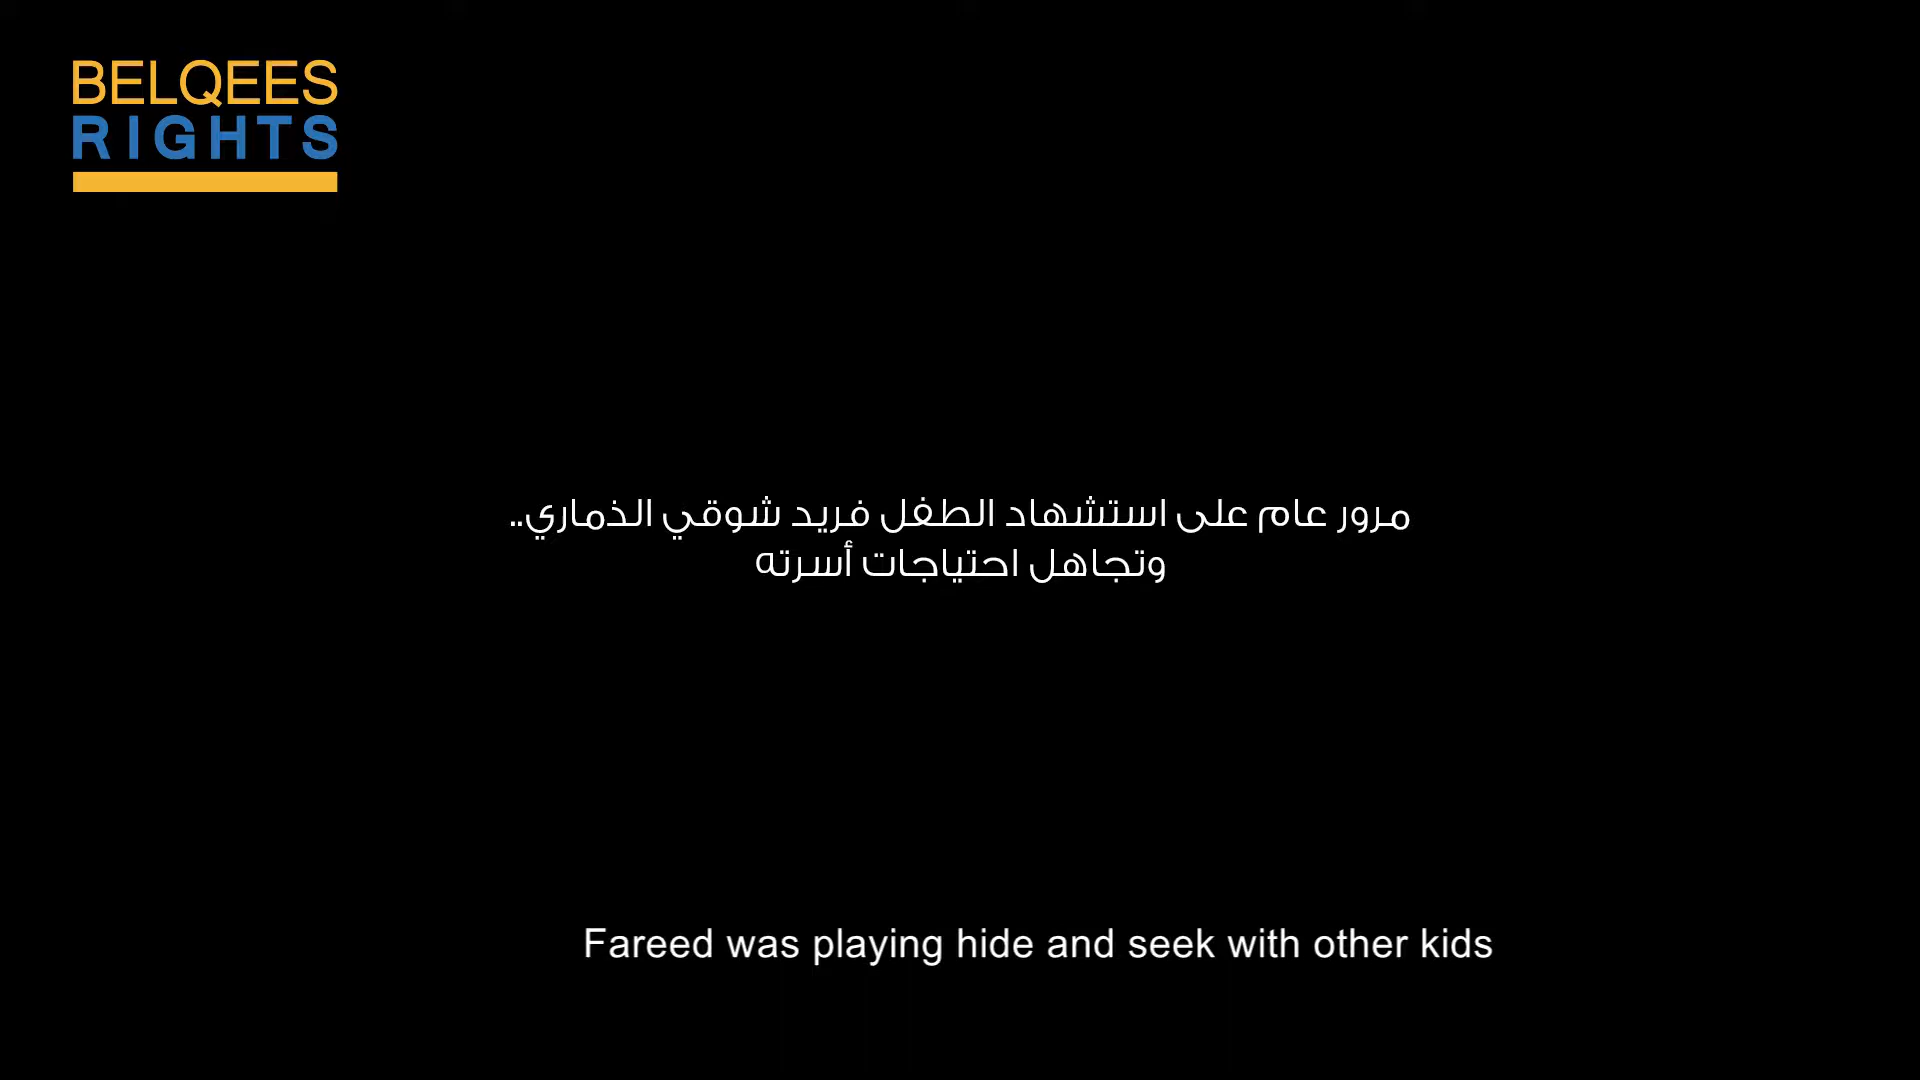 BELQEES
RIGHTS
مرور عام على استشهاد الطفل فريد شوقي الذماري..
وتجاهل احتياجات أسرته
Fareed was playing hide and seek with other kids